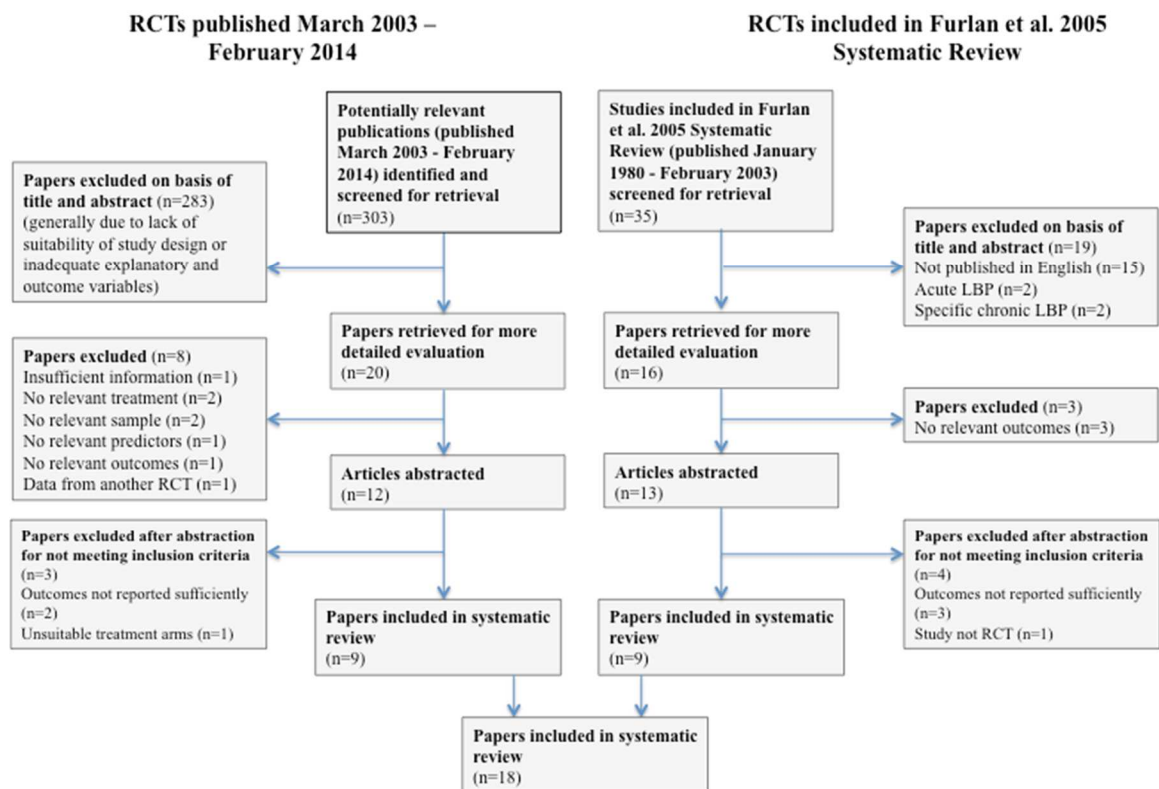 RCTs published March 2003 –
February 2014
RCTs included in Furlan et al. 2005
Systematic Review
Potentially relevant
publications (published
March 2003 - February
2014) identified and
screened for retrieval
(n=303)
Studies included in Furlan
et al. 2005 Systematic
Review (published January
1980 - February 2003)
screened for retrieval
(n=35)
Papers excluded on basis of
title and abstract (n=283)
(generally due to lack of
suitability of study design or
inadequate explanatory and
outcome variables)
Papers excluded on basis of
title and abstract (n=19)
Not published in English (n=15)
Acute LBP (n=2)
Specific chronic LBP (n=2)
Papers retrieved for more
detailed evaluation
(n=20)
Papers retrieved for more
detailed evaluation
(n=16)
Papers excluded (n=8)
Insufficient information (n=1)
No relevant treatment (n=2)
No relevant sample (n=2)
No relevant predictors (n=1)
No relevant outcomes (n=1)
Data from another RCT (n=1)
Papers excluded (n=3)
No relevant outcomes (n=3)
Articles abstracted
(n=12)
Articles abstracted
(n=13)
Papers excluded after abstraction
for not meeting inclusion criteria
(n=3)
Outcomes not reported sufficiently
(n=2)
Unsuitable treatment arms (n=1)
Papers excluded after abstraction
for not meeting inclusion criteria
(n=4)
Outcomes not reported sufficiently
(n=3)
Study not RCT (n=1)
Papers included in systematic
review
(n=9)
Papers included in systematic
review
(n=9)
Papers included in systematic
review
(n=18)